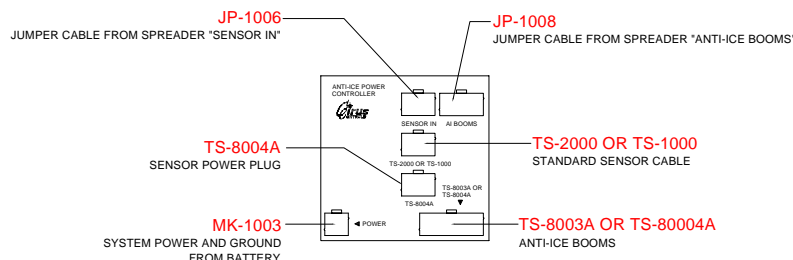 JP-1006
JUMPER CABLE FROM SPREADER "SENSOR IN"
JP-1008
JUMPER CABLE FROM SPREADER "ANTI-ICE BOOMS"
ANTI-ICE POWER
CONTROLLER
SENSOR IN
AI BOOMS
TS-8004A
SENSOR POWER PLUG
TS-2000 OR TS-1000
TS-2000 OR TS-1000
STANDARD SENSOR CABLE
TS-8003A OR
TS-8004A
TS-8004A
MK-1003
SYSTEM POWER AND GROUND
FROM BATTERY
POWER
TS-8003A OR TS-80004A
ANTI-ICE BOOMS